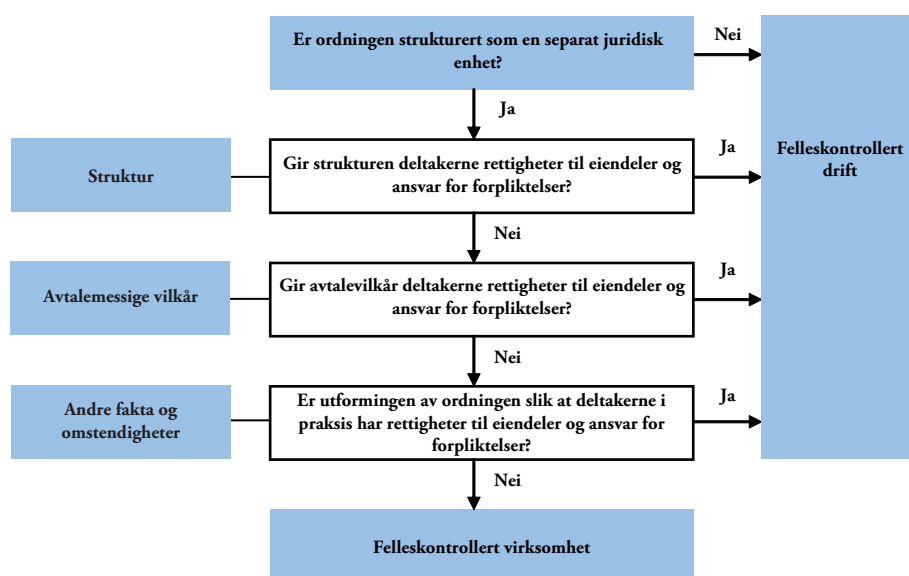 Er ordningen strukturert som en separat juridisk
enhet?
Nei
Ja
Struktur
Gir strukturen deltakerne rettigheter til eiendeler og
ansvar for forpliktelser?
Ja
Felleskontrollert
drift
Nei
Avtalemessige vilkår
Gir avtalevilkår deltakerne rettigheter til eiendeler og
ansvar for forpliktelser?
Ja
Nei
Andre fakta og
omstendigheter
Er utformingen av ordningen slik at deltakerne i
praksis har rettigheter til eiendeler og ansvar for
forpliktelser?
Ja
Nei
Felleskontrollert virksomhet